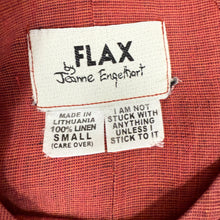 FLAX
by
Jeanne Engelhart
MADE IN
LITHUANIA
100% LINEN
SMALL
(CARE OVER)
I AM NOT
STUCK WITH
ANYTHING
UNLESS I
STICK TO IT